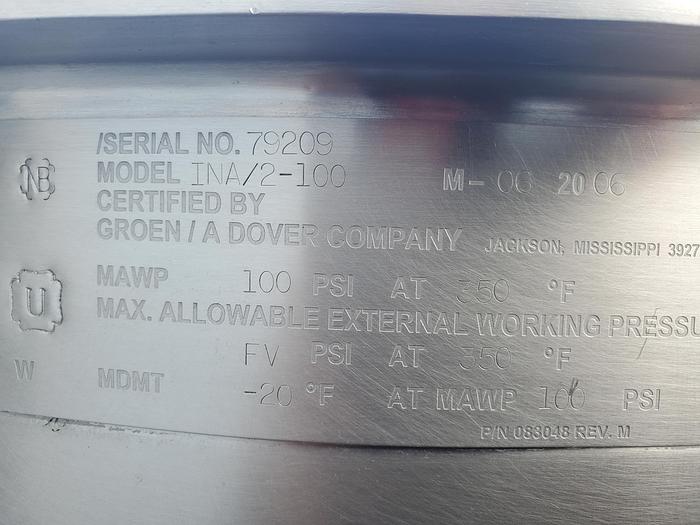 /SERIAL NO. 79209
NB MODEL INA/2-100 M- 06 2006
CERTIFIED BY
GROEN / A DOVER COMPANY JACKSON, MISSISSIPPI 3927
MAWP 100 PSI AT 350 °F
U
MAX. ALLOWABLE EXTERNAL WORKING PRESSU
FV PSI AT 350 °F
W MDMT -20 °F AT MAWP 100 PSI
P/N 083048 REV. M